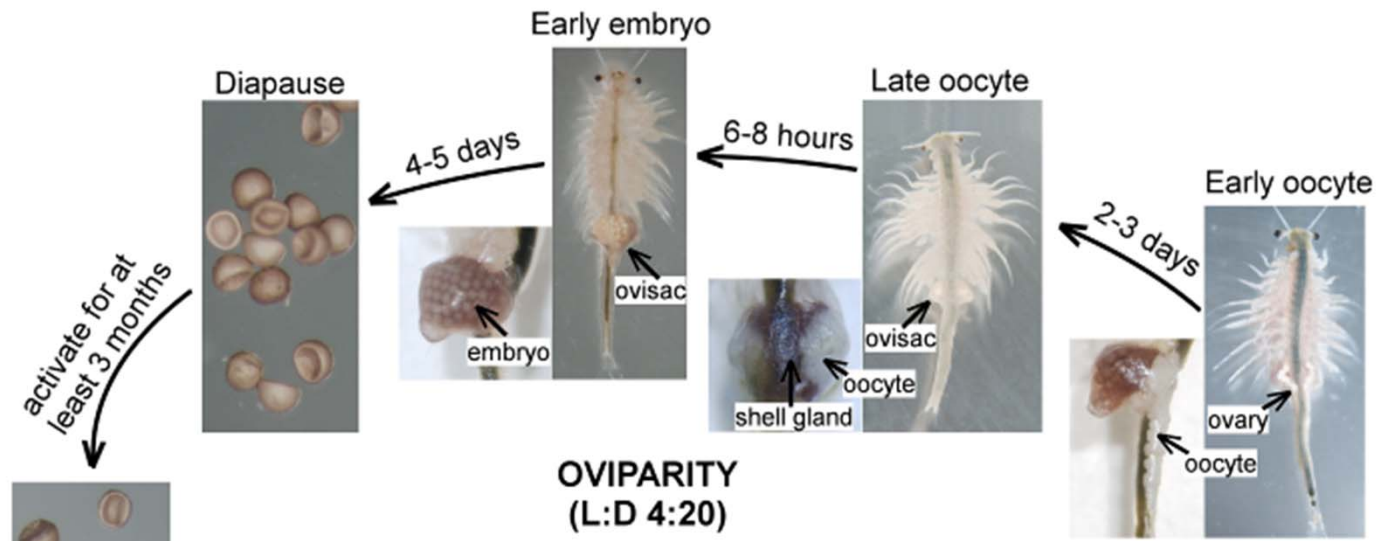 Early embryo
Diapause
Late oocyte
4-5 days
6-8 hours
Early oocyte
2-3 days
activate for at
least 3 months
ovisac
embryo
ovisac
oocyte
shell gland
ovary
oocyte
OVIPARITY
(L:D 4:20)